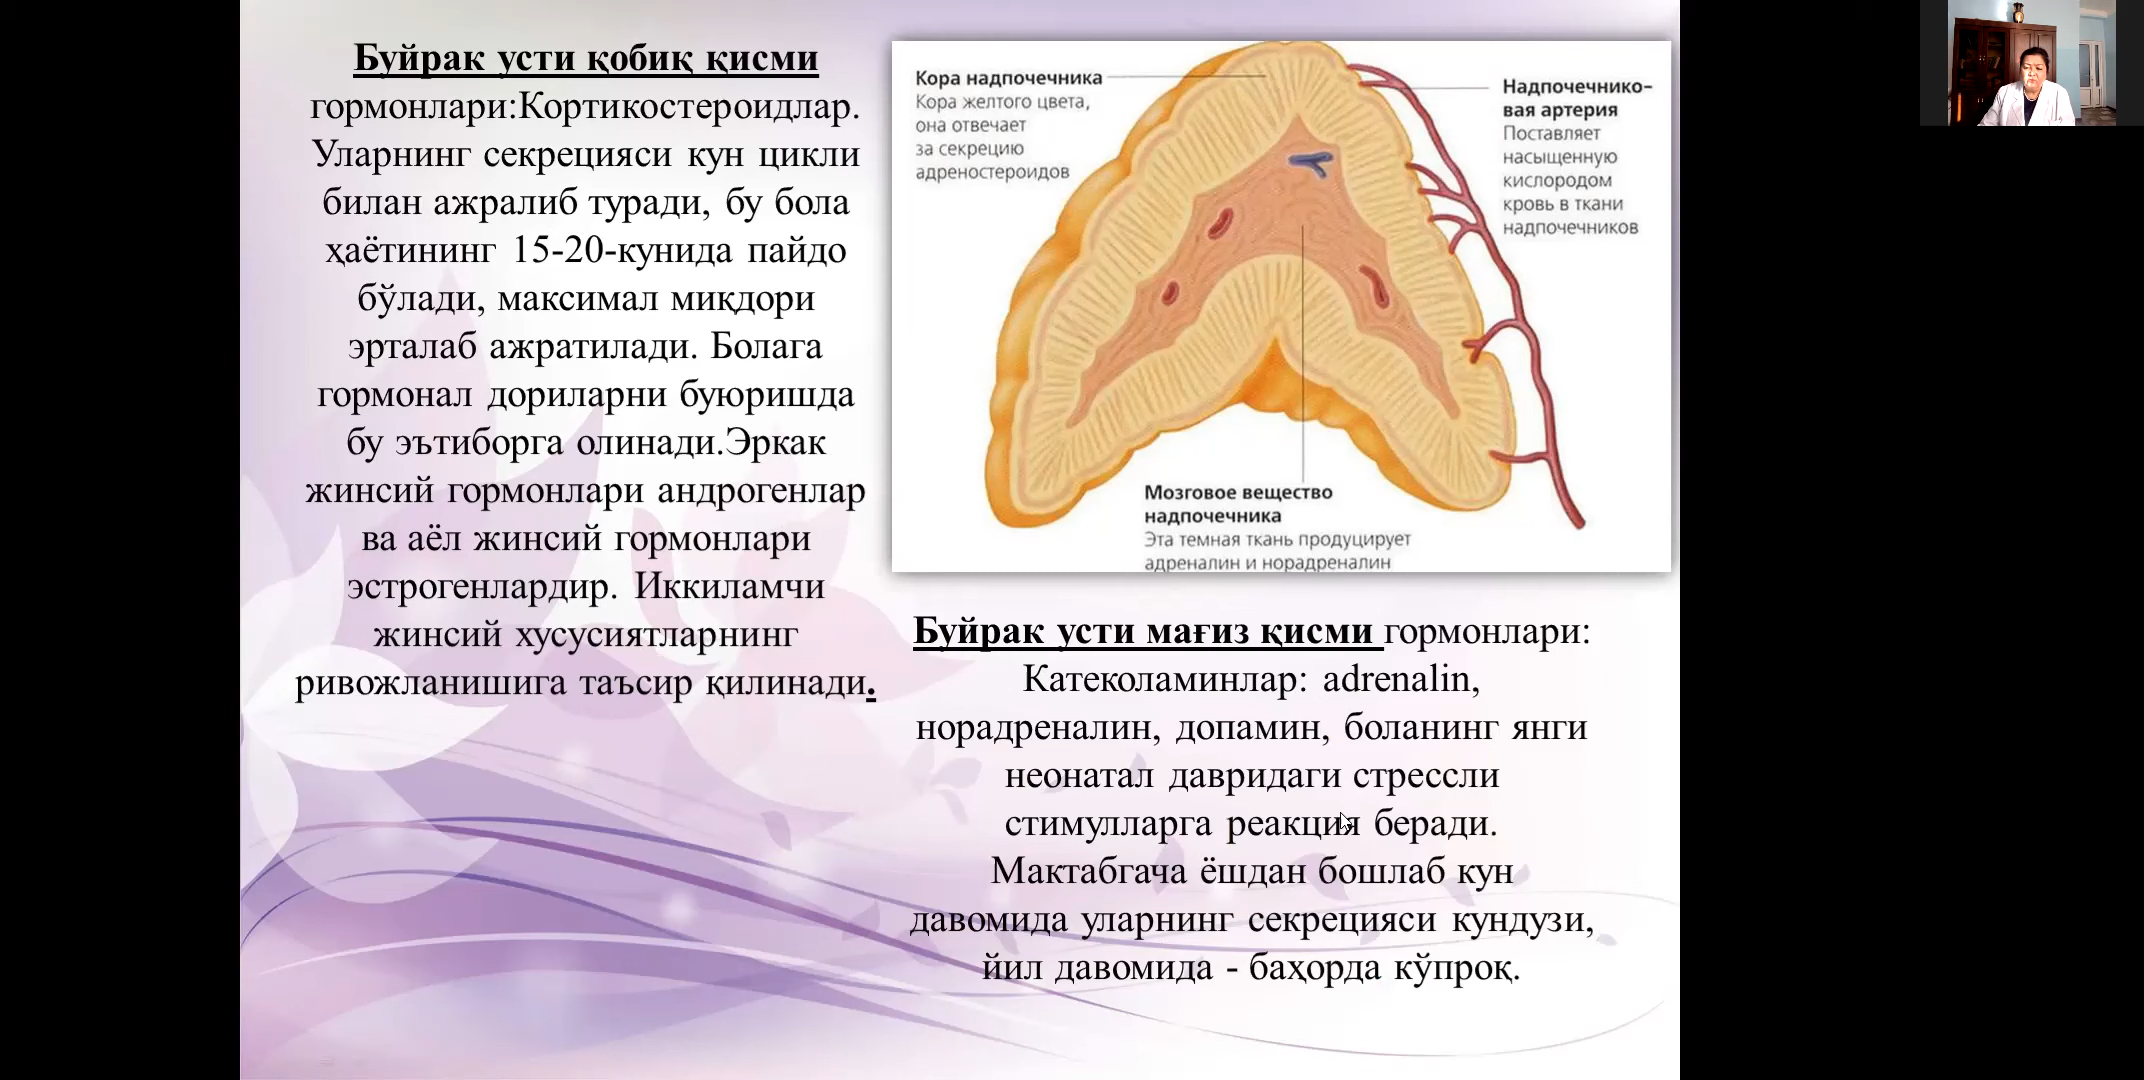 Буйрак усти қобиқ қисми
гормонлари:Кортикостероидлар.
Уларнинг секрецияси кун цикли
билан ажралиб туради, бу бола
ҳаётининг 15-20-кунида пайдо
бўлади, максимал миқдори
эрталаб ажратилади. Болага
гормонал дориларни буюришда
бу эътиборга олинади.Эркак
жинсий гормонлари андрогенлар
ва аёл жинсий гормонлари
эстрогенлардир. Иккиламчи
жинсий хусусиятларнинг
ривожланишига таъсир қилинади.
Кора надпочечника
Кора желтого цвета,
она отвечает
за секрецию
адреностероидов
Надпочечнико-
вая артерия
Поставляет
насыщенную
кислородом
кровь в ткани
надпочечников
Мозговое вещество
надпочечника
Эта темная ткань продуцирует
адреналин и норадреналин
Буйрак усти мағиз қисми гормонлари:
Катеколаминлар: adrenalin,
норадреналин, допамин, боланинг янги
неонатал давридаги стрессли
стимулларга реакция беради.
Мактабгача ёшдан бошлаб кун
давомида уларнинг секрецияси кундузи,
йил давомида - баҳорда кўпроқ.